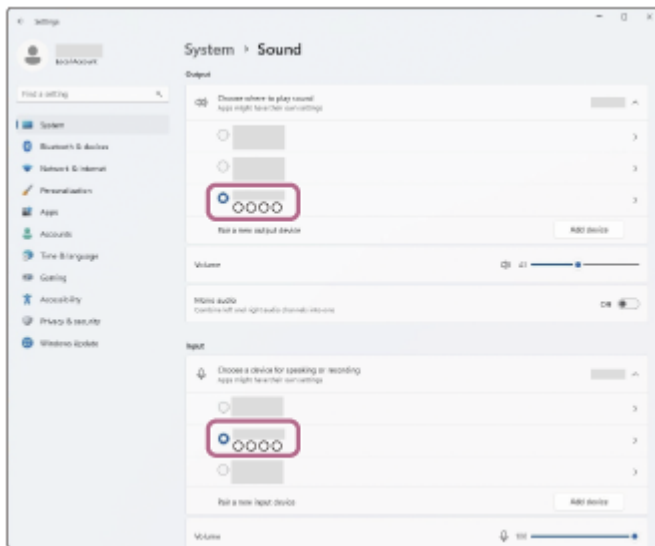 Settings
Local Account
Find a setting
System
Bluetooth & devices
Network & internet
Personalization
Apps
Accounts
Time & language
Gaming
Accessibility
Privacy & security
Windows Update
System › Sound
Output
Choose where to play sound
Apps might have their own settings
Pair a new output device
Add device
Volume
Mono audio
Combine left and right audio channels into one
Off
Input
Choose a device for speaking or recording
Apps might have their own settings
Pair a new input device
Add device
Volume
100